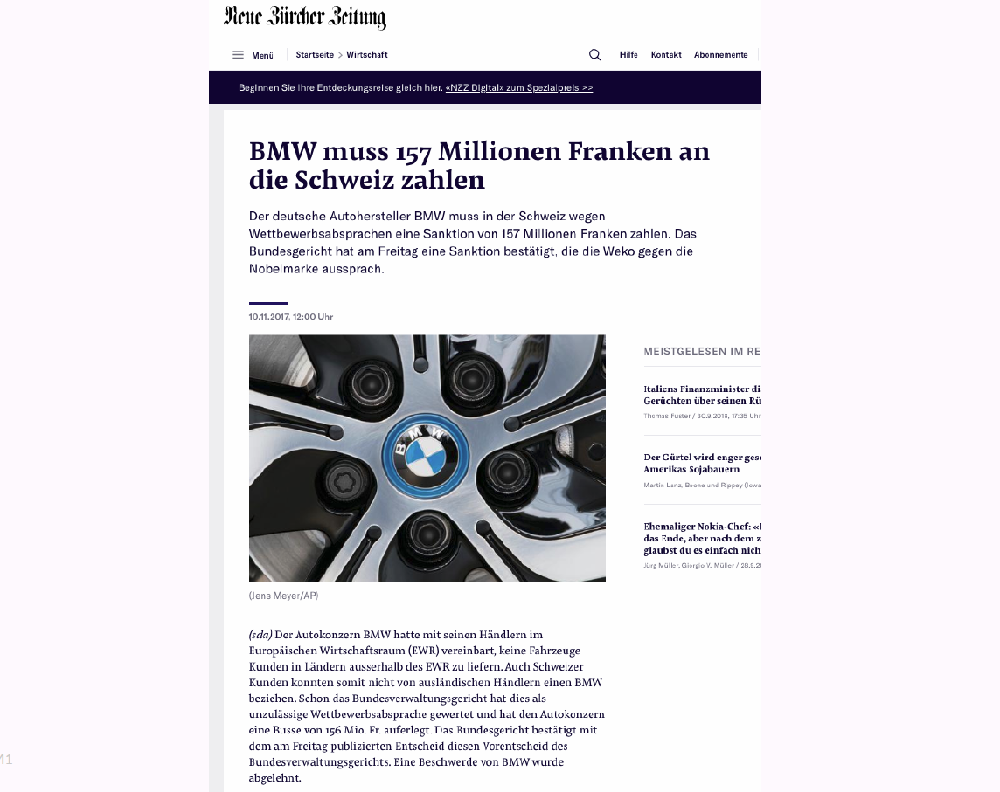 Neue Zürcher Zeitung
Menü Startseite > Wirtschaft Hilfe Kontakt Abonnemente
Beginnen Sie Ihre Entdeckungsreise gleich hier. «NZZ Digital» zum Spezialpreis >>
BMW muss 157 Millionen Franken an
die Schweiz zahlen
Der deutsche Autohersteller BMW muss in der Schweiz wegen
Wettbewerbsabsprachen eine Sanktion von 157 Millionen Franken zahlen. Das
Bundesgericht hat am Freitag eine Sanktion bestätigt, die die Weko gegen die
Nobelmarke aussprach.
10.11.2017, 12:00 Uhr
BMW
(Jens Meyer/AP)
(sda) Der Autokonzern BMW hatte mit seinen Händlern im
Europäischen Wirtschaftsraum (EWR) vereinbart, keine Fahrzeuge
Kunden in Ländern ausserhalb des EWR zu liefern. Auch Schweizer
Kunden konnten somit nicht von ausländischen Händlern einen BMW
beziehen. Schon das Bundesverwaltungsgericht hat dies als
unzulässige Wettbewerbsabsprache gewertet und hat den Autokonzern
eine Busse von 156 Mio. Fr. auferlegt. Das Bundesgericht bestätigt mit
dem am Freitag publizierten Entscheid diesen Vorentscheid des
Bundesverwaltungsgerichts. Eine Beschwerde von BMW wurde
abgelehnt.
MEISTGELESEN IM RE
Italiens Finanzminister di
Gerüchten über seinen Rü
Thomas Fuster / 30.9.2018, 17:35 Uhr
Der Gürtel wird enger gesc
Amerikas Sojabauern
Martin Lanz, Boone und Rippey (Iowa
Ehemaliger Nokia-Chef: «
das Ende, aber nach dem z
glaubst du es einfach nich
Jürg Müller, Giorgio V. Müller / 28.9.20
41